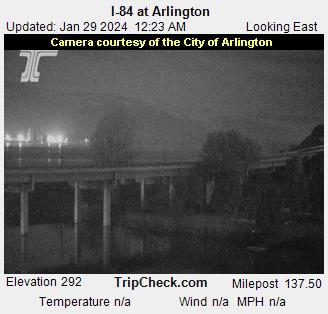 I-84 at Arlington
Updated: Jan 29 2024 12:23 AM Looking East
Camera courtesy of the City of Arlington
Elevation 292 TripCheck.com Milepost 137.50
Temperature n/a Wind n/a MPH n/a